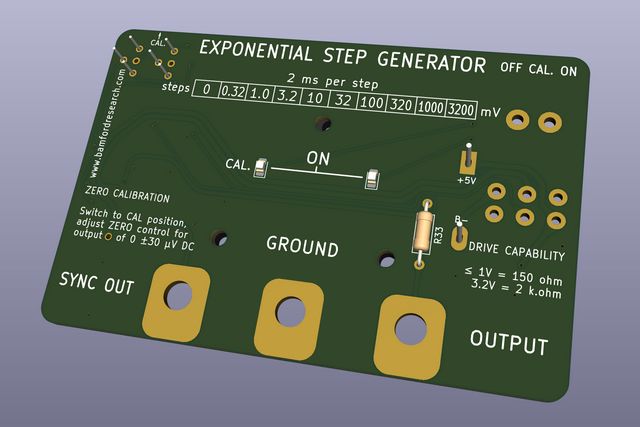 CAL.
EXPONENTIAL STEP GENERATOR
OFF CAL. ON
2 ms per step
steps 0 0.32 1.0 3.2 10 32 100 320 1000 3200 mV
www.bamfordresearch.com
ON
CAL.
+5V
ZERO CALIBRATION
Switch to CAL position,
adjust ZERO control for
output of 0 ±30 µV DC
B-
R33
GROUND
DRIVE CAPABILITY
≤ 1V = 150 ohm
3.2V = 2 k.ohm
SYNC OUT
OUTPUT